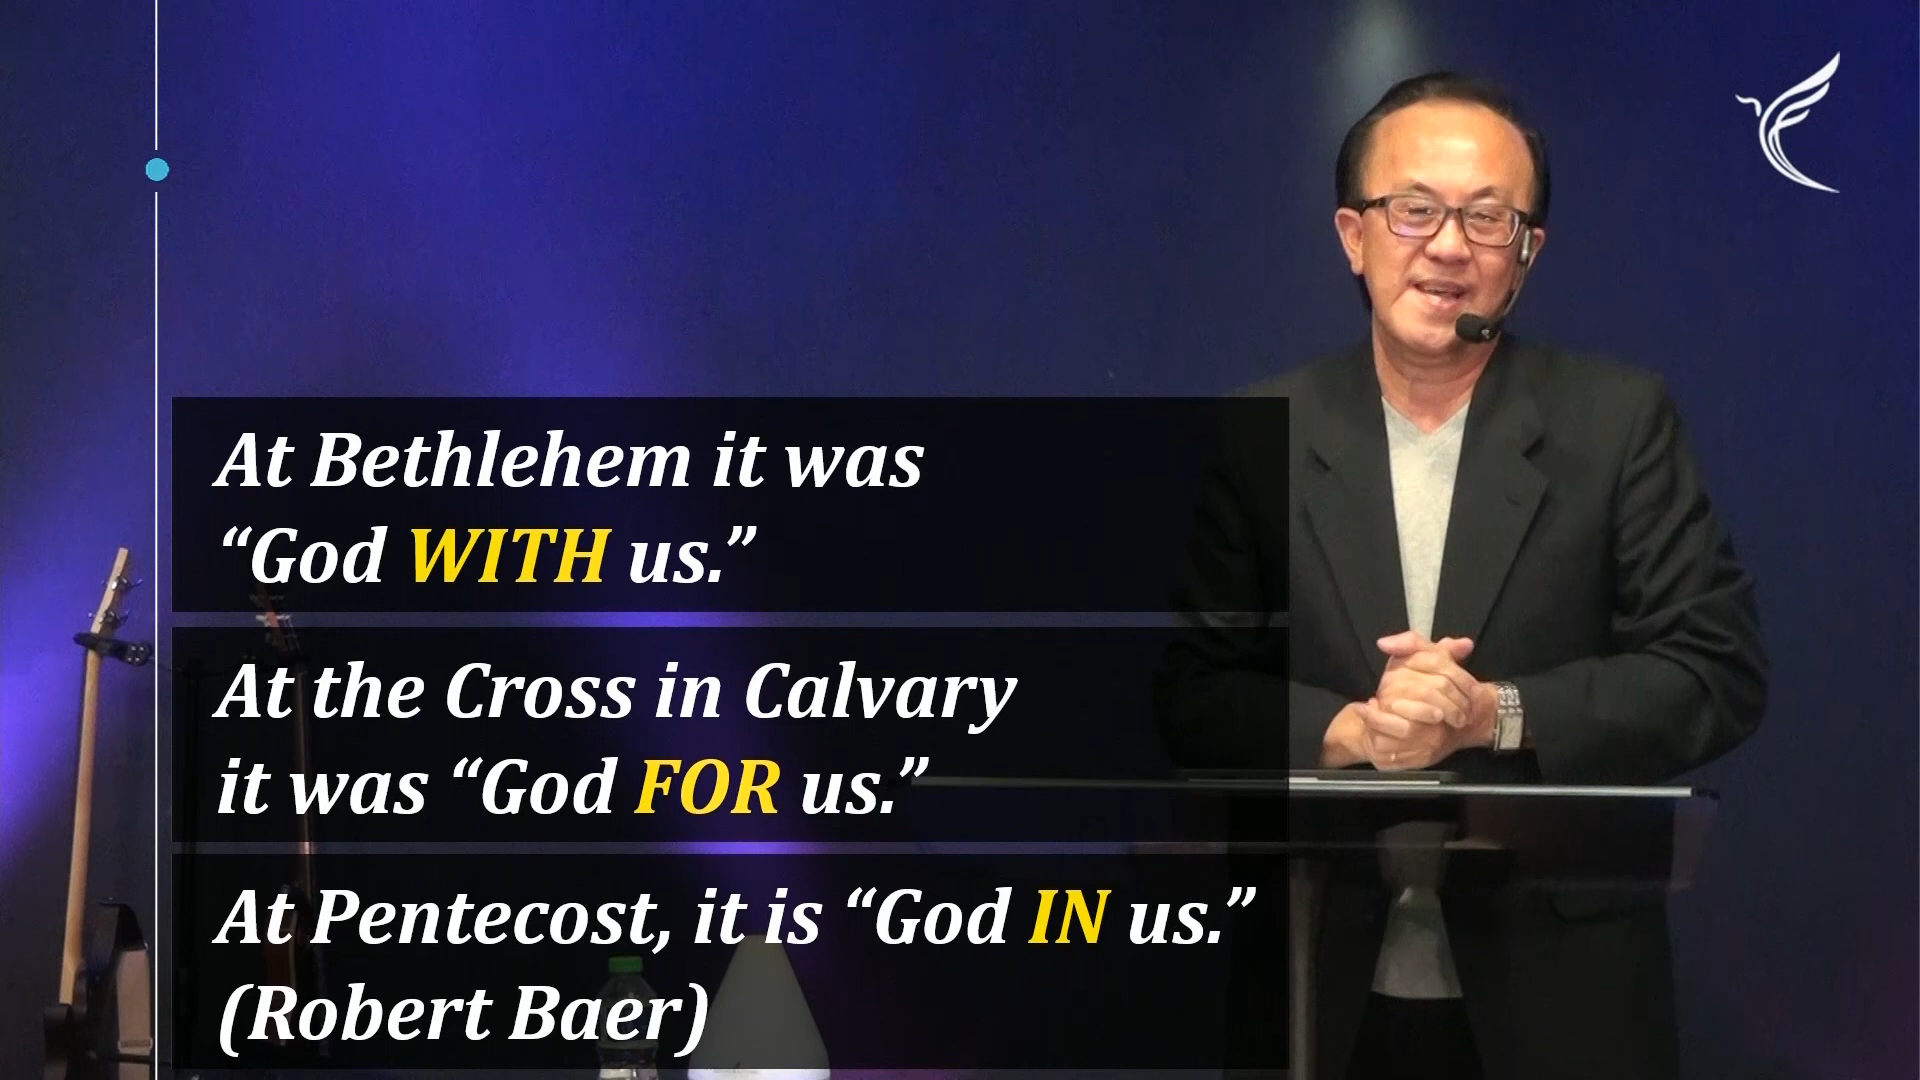 At Bethlehem it was
“God WITH us.”
At the Cross in Calvary
it was “God FOR us.”
At Pentecost, it is “God IN us.”
(Robert Baer)